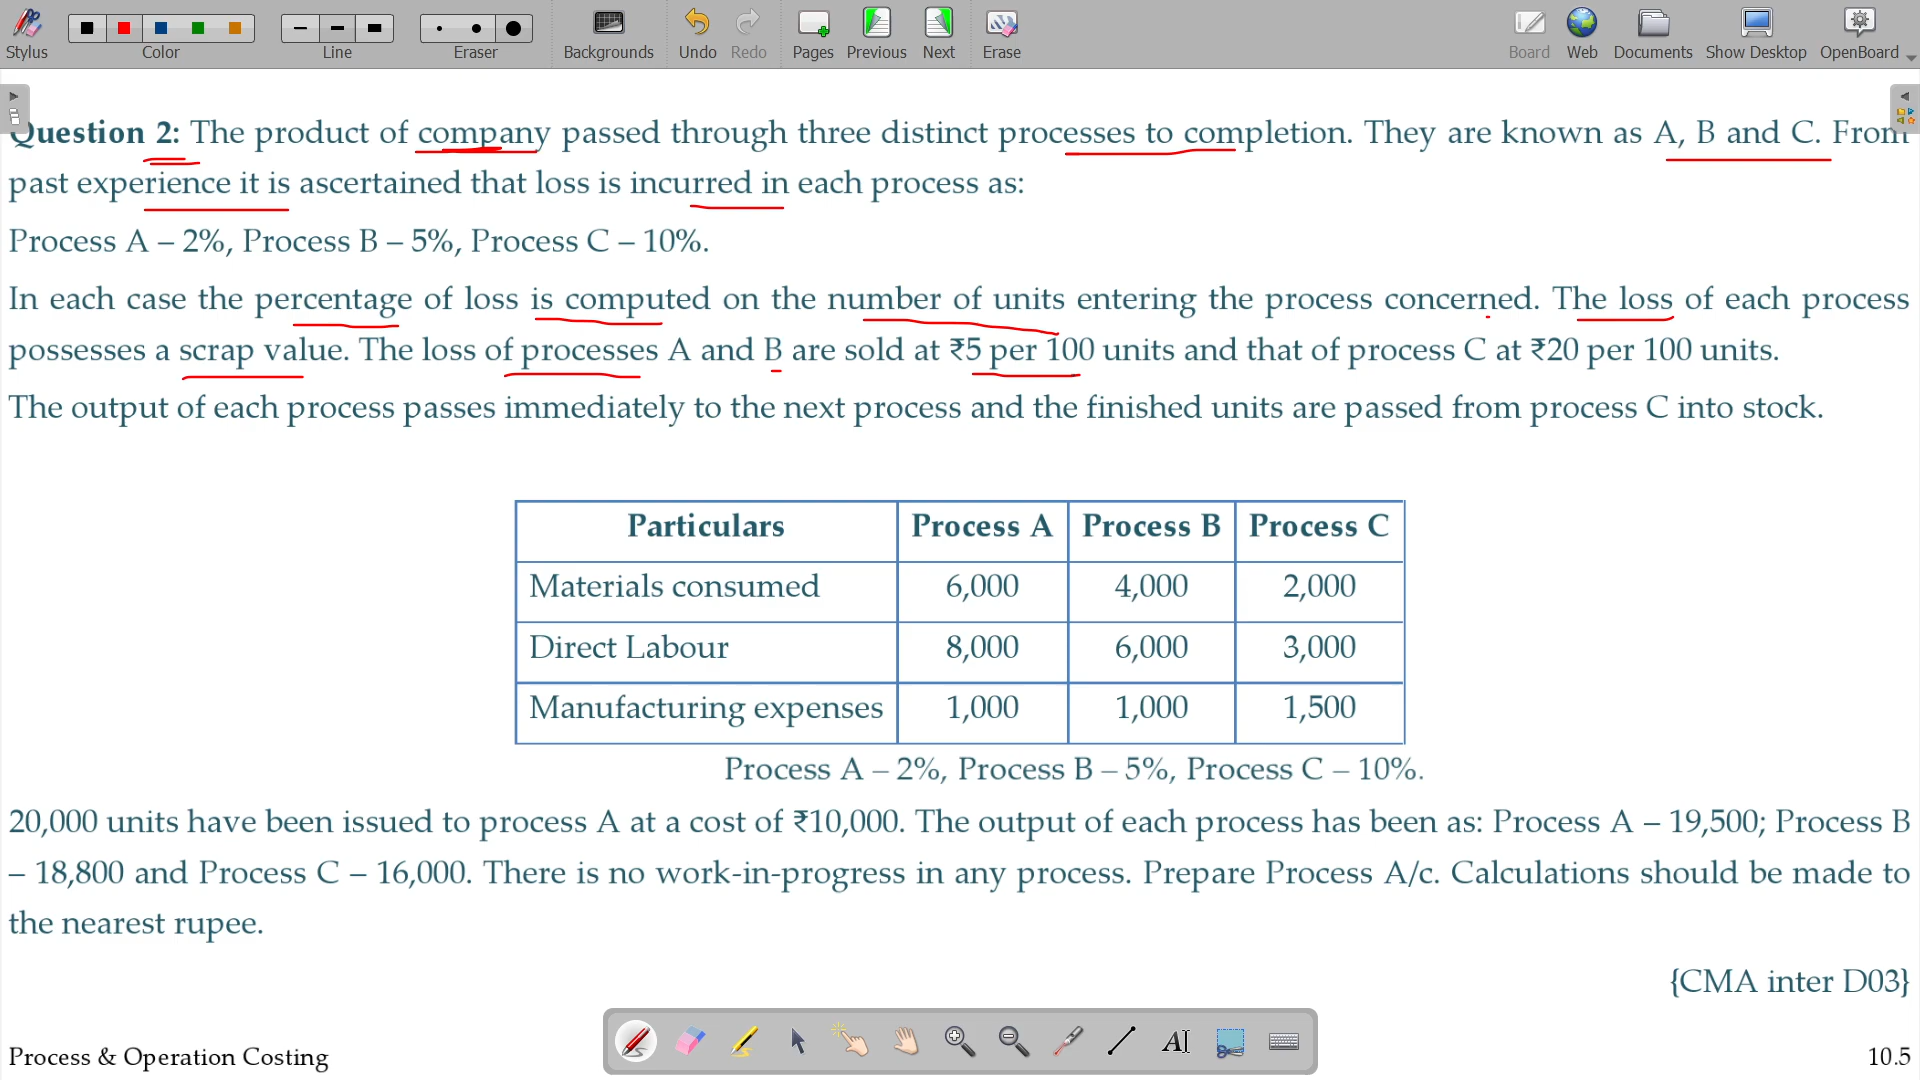 Stylus Color Line Eraser Backgrounds Undo Redo Pages Previous Next Erase Board Web Documents Show Desktop OpenBoard
Question 2: The product of company passed through three distinct processes to completion. They are known as A, B and C. From
past experience it is ascertained that loss is incurred in each process as:
Process A – 2%, Process B – 5%, Process C – 10%.
In each case the percentage of loss is computed on the number of units entering the process concerned. The loss of each process
possesses a scrap value. The loss of processes A and B are sold at ₹5 per 100 units and that of process C at ₹20 per 100 units.
The output of each process passes immediately to the next process and the finished units are passed from process C into stock.
Particulars Process A Process B Process C
Materials consumed 6,000 4,000 2,000
Direct Labour 8,000 6,000 3,000
Manufacturing expenses 1,000 1,000 1,500
Process A – 2%, Process B – 5%, Process C – 10%.
20,000 units have been issued to process A at a cost of ₹10,000. The output of each process has been as: Process A – 19,500; Process B
– 18,800 and Process C – 16,000. There is no work-in-progress in any process. Prepare Process A/c. Calculations should be made to
the nearest rupee.
{CMA inter D03}
AI
Process & Operation Costing 10.5